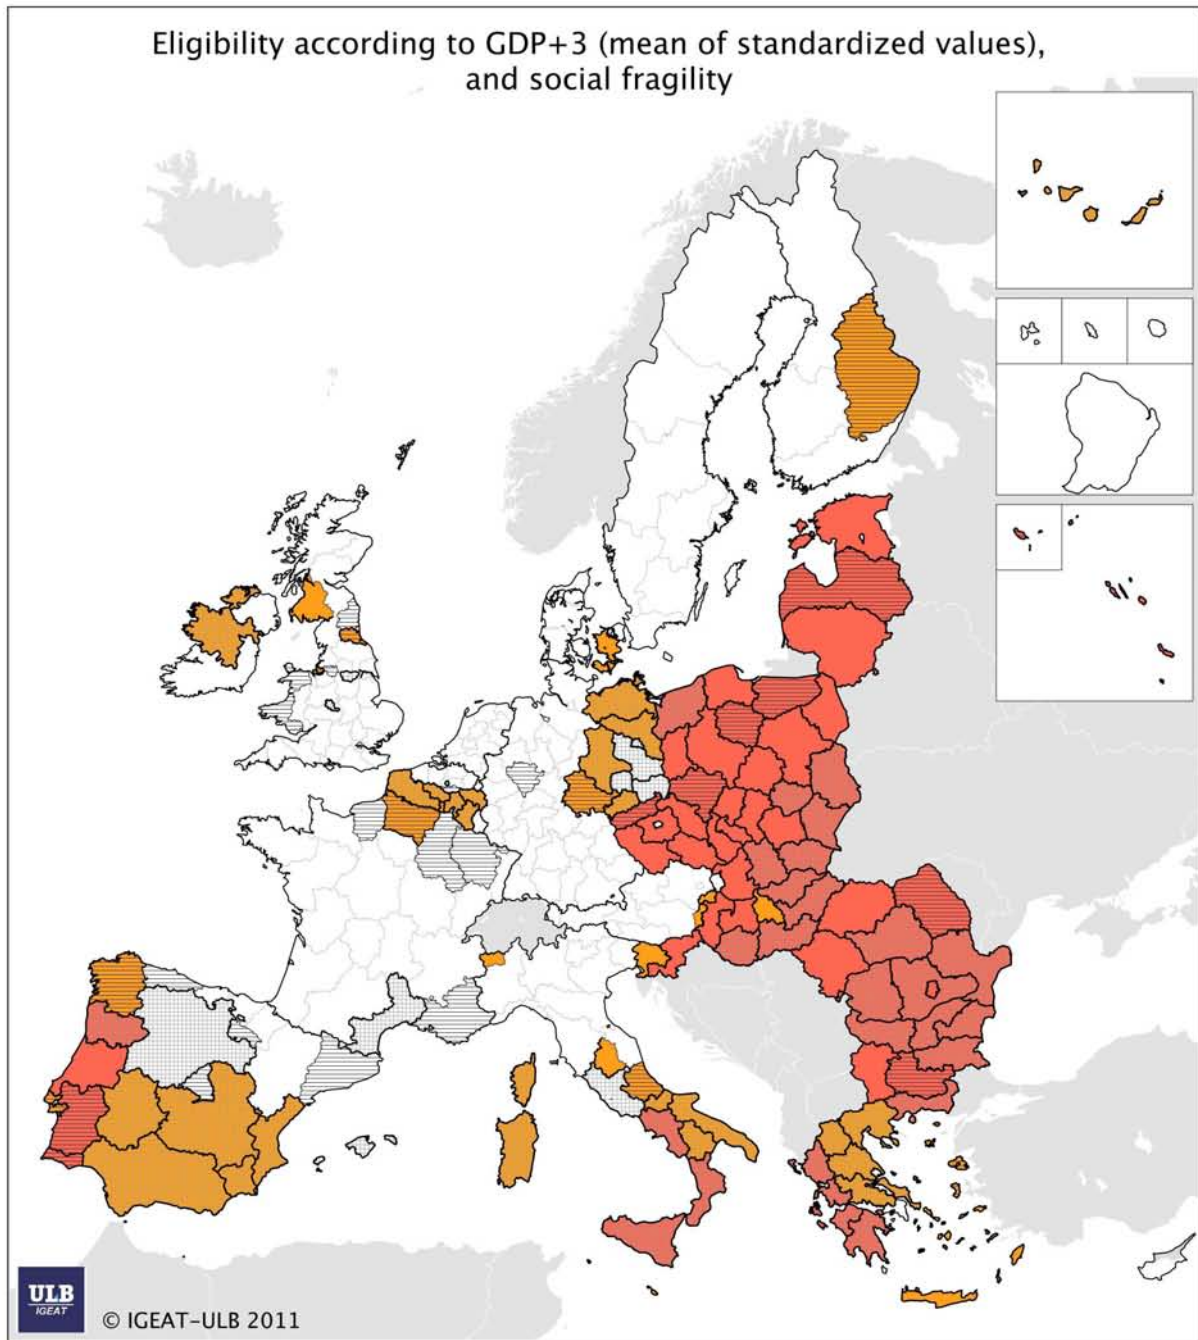 Eligibility according to GDP+3 (mean of standardized values),
and social fragility
ULB
IGEAT
© IGEAT-ULB 2011